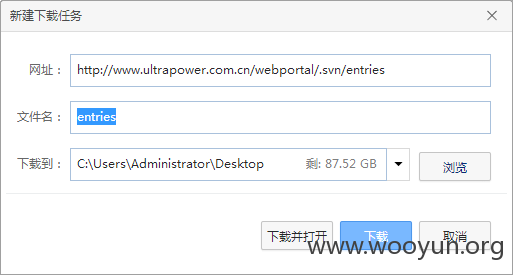 新建下载任务
网址： http://www.ultrapower.com.cn/webportal/.svn/entries
文件名： entries
下载到： C:\Users\Administrator\Desktop 剩: 87.52 GB 浏览
下载并打开 下载 取消
www.wooyun.org